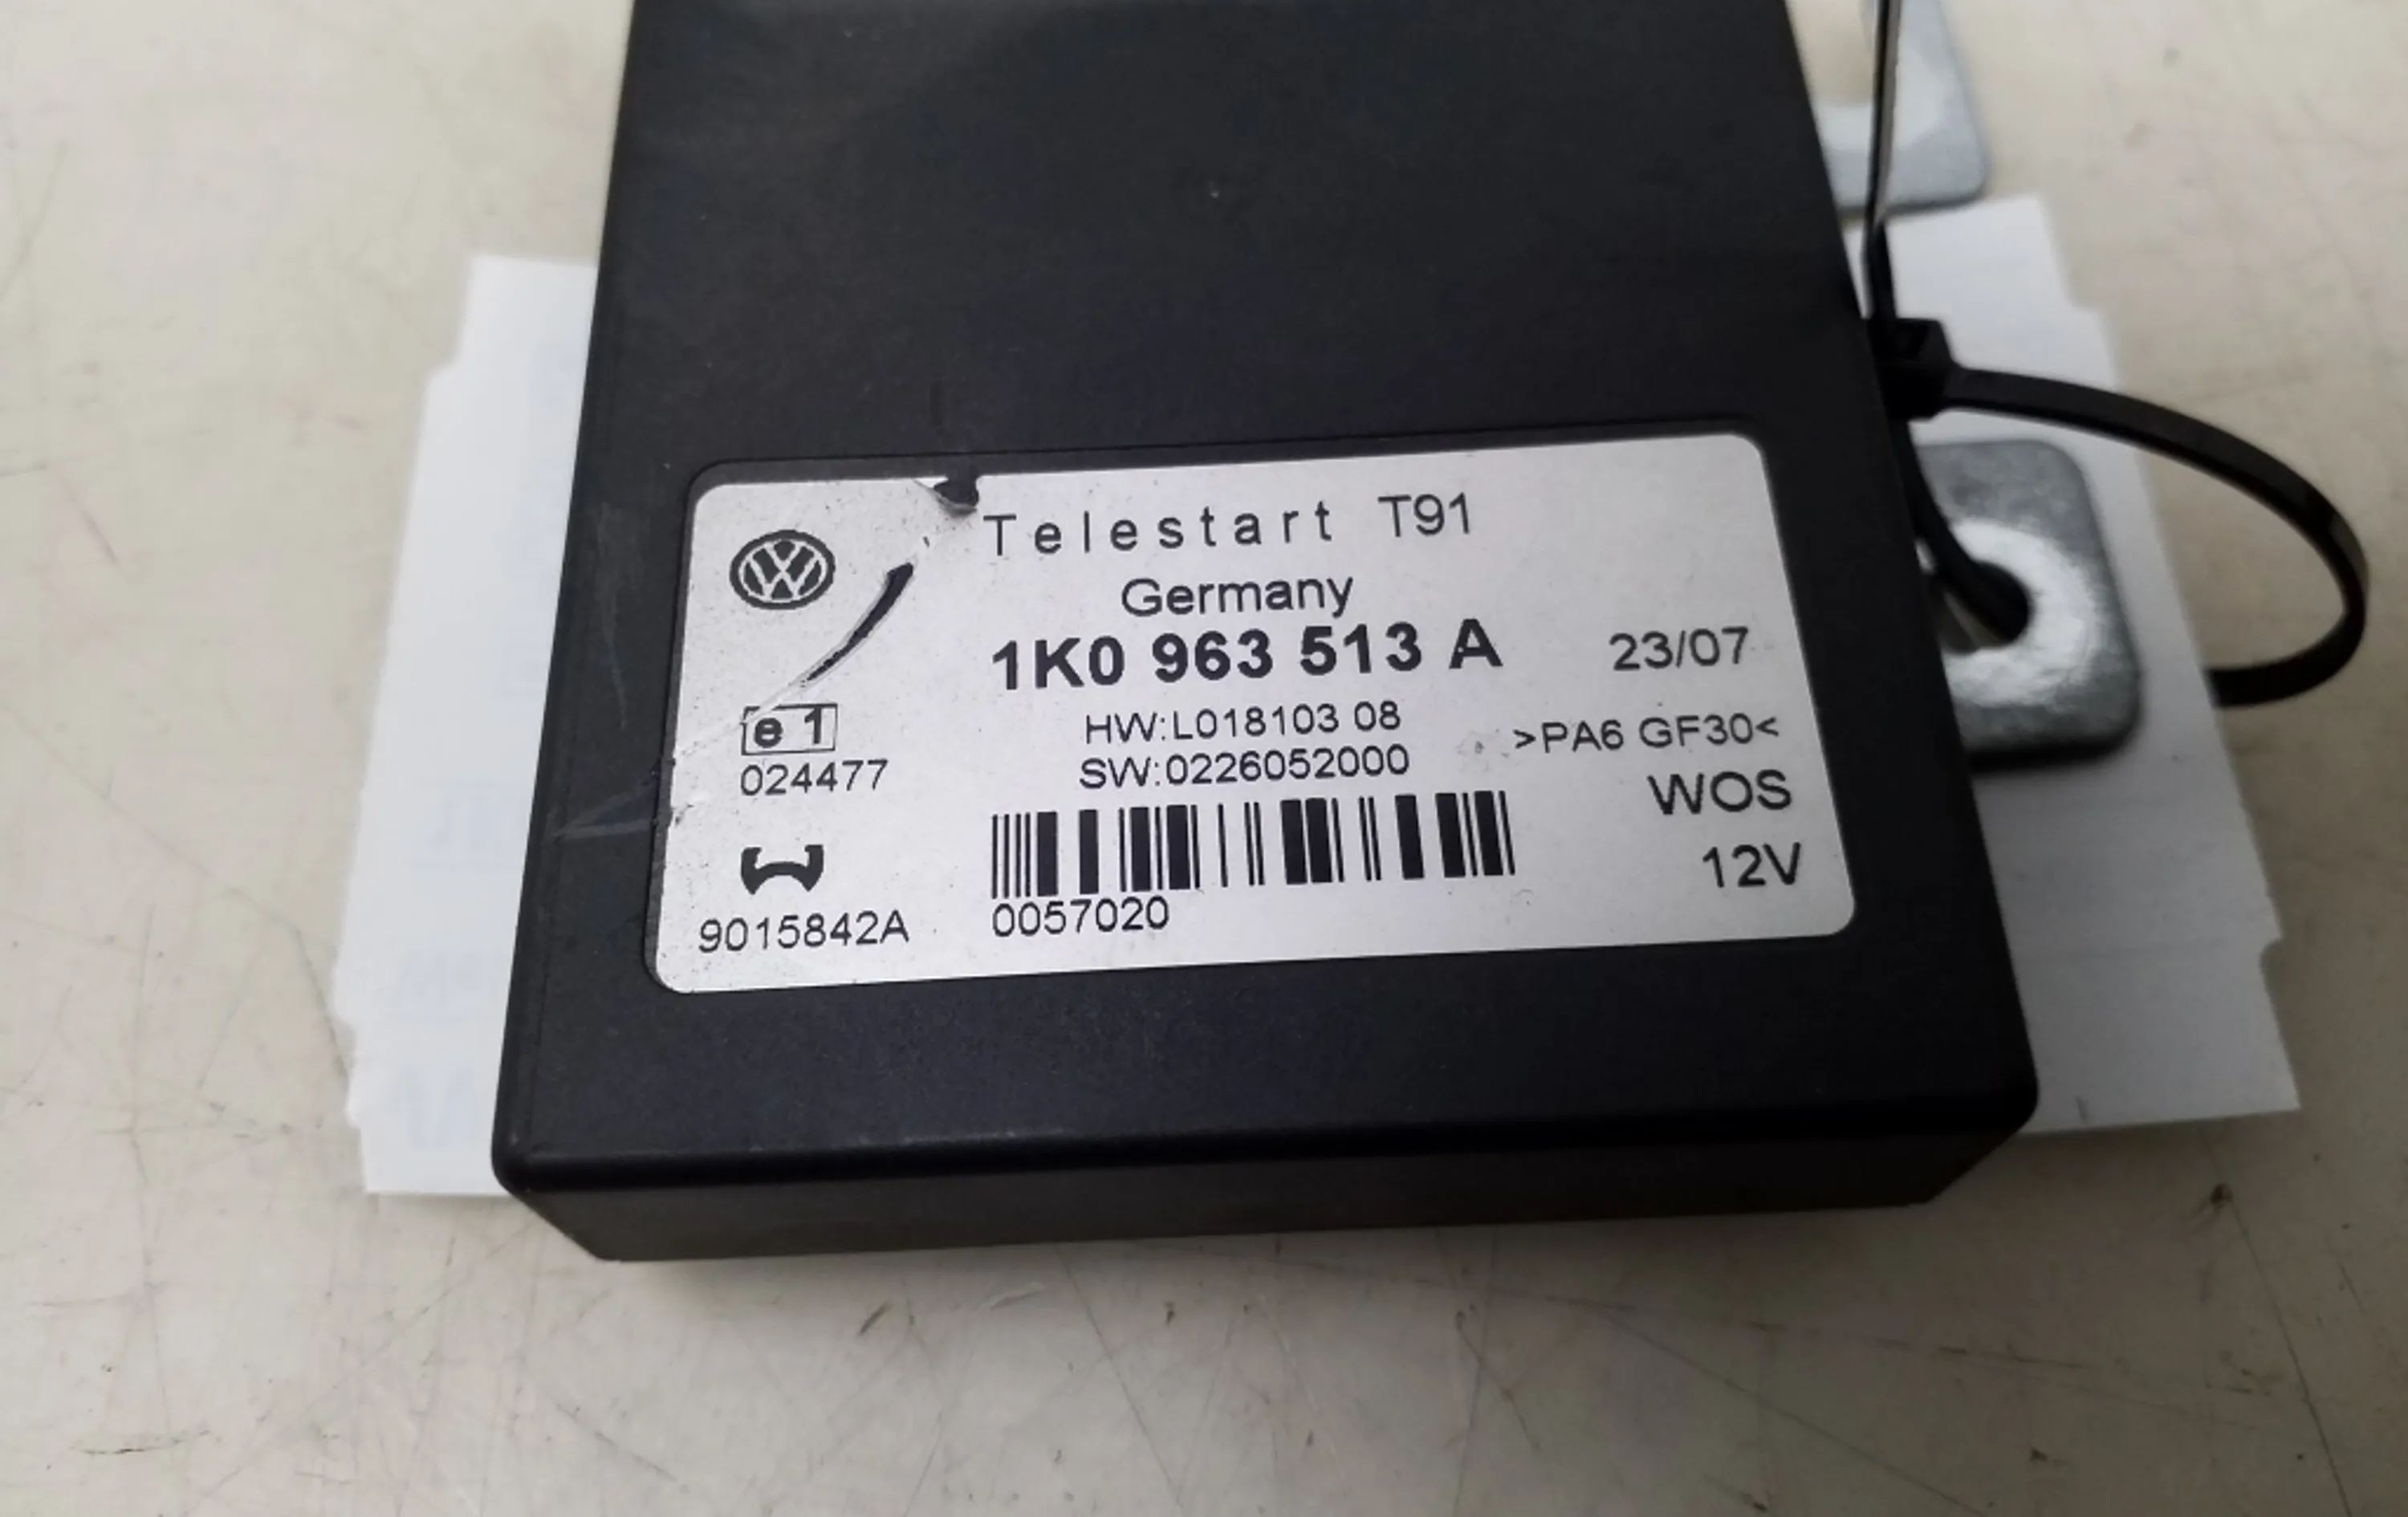 Telestart T91
Germany
1K0 963 513 A
23/07
e1
024477
HW:L018103 08
SW:0226052000
>PA6 GF30<
WOS
12V
9015842A
0057020